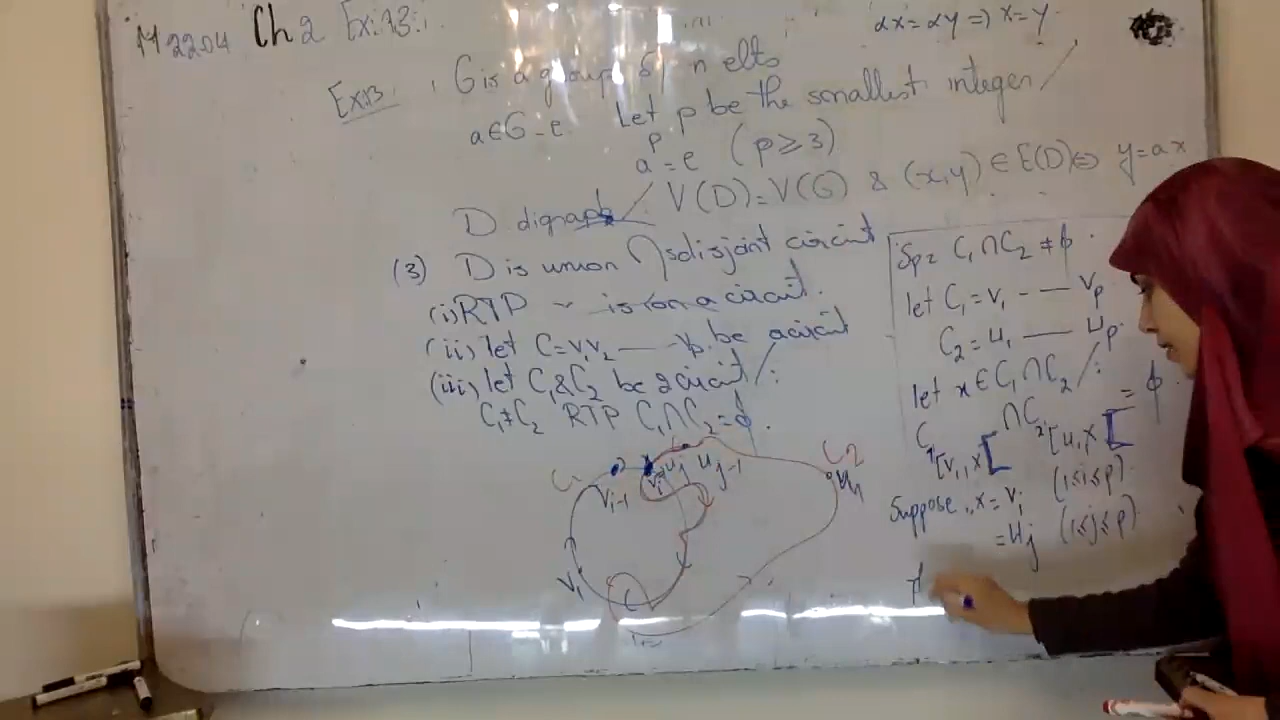 M2204 Ch2 Ex:13:
αx = αy => x = y
Ex13: G is a group of n elts
a∈G-e. Let p be the smallest integer /
a^p = e (p ≥ 3)
D digraph / V(D)=V(G) & (x,y) ∈ E(D) <=> y=ax
(3) D is union of disjoint circuit
(i) RTP is on a circuit.
(ii) let C=v1v2 — vp be a circuit
(iii) let C1 & C2 be 2 circuit /:
C1≠C2 RTP C1∩C2=ϕ.
C1 vi-1 x vi uj uj-1 C2 u1
v1
Sps C1∩C2≠ϕ.
let C1 = v1 - — vp
C2 = u1 — up.
let x∈C1∩C2 /:
C1[v1,x[ ∩ C2[u1,x[ = ϕ.
Suppose x = vi (1≤i≤p)
= uj (1≤j≤p)